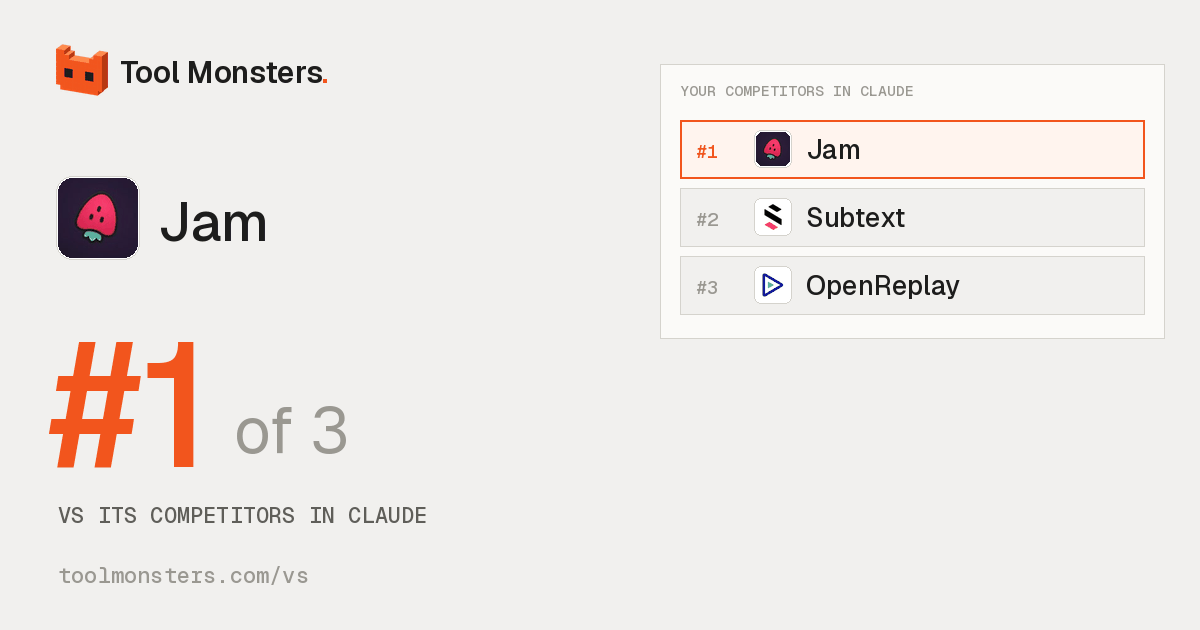 Tool Monsters.
Jam
#1 of 3
VS ITS COMPETITORS IN CLAUDE
toolmonsters.com/vs
YOUR COMPETITORS IN CLAUDE
#1 Jam
#2 Subtext
#3 OpenReplay